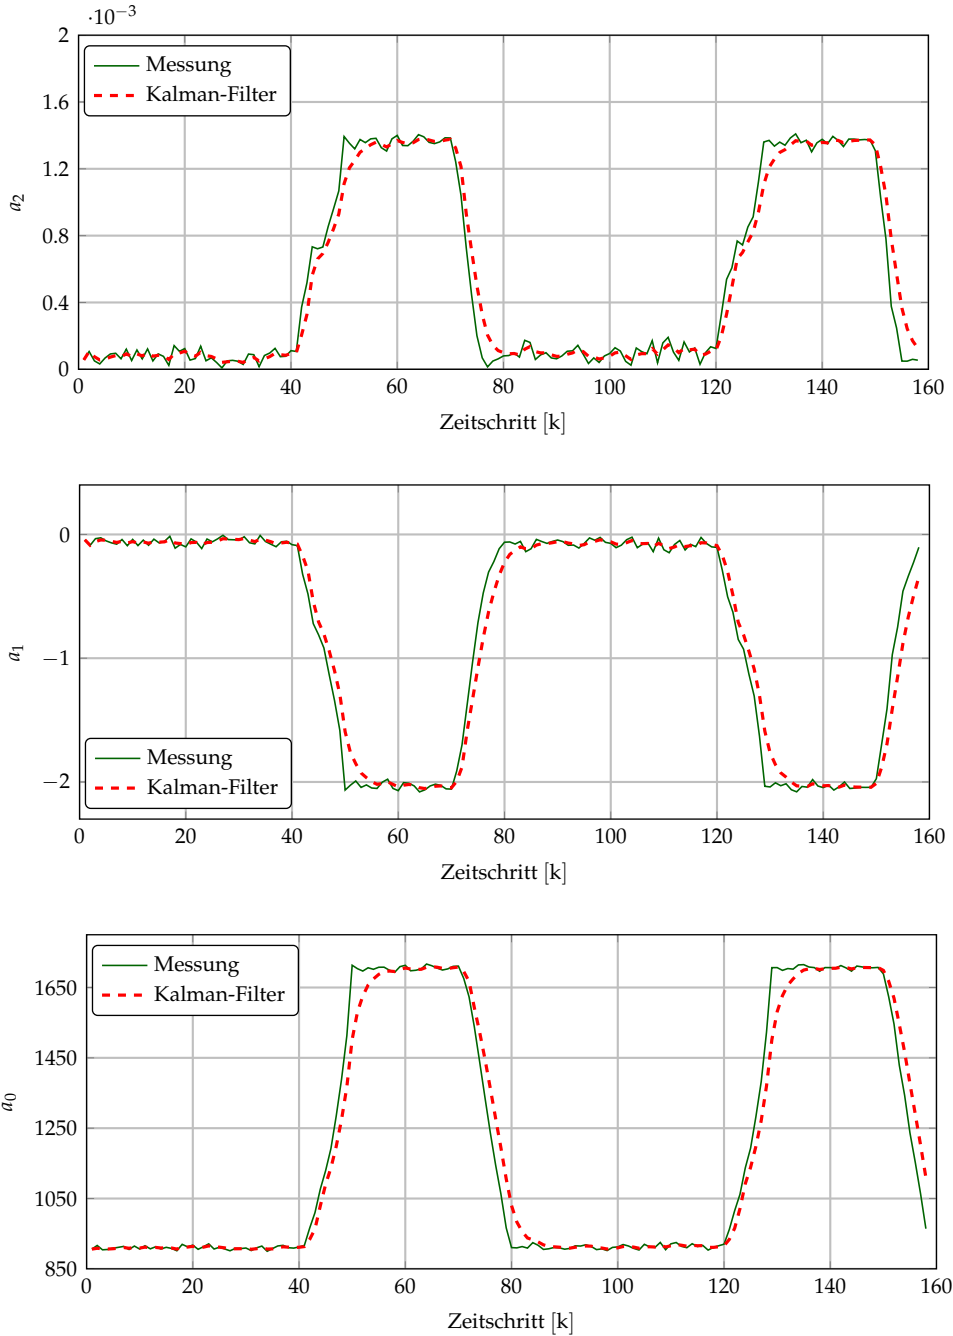 ·10−3
2
1.6
1.2
0.8
0.4
0
a2
Messung
Kalman-Filter
0 20 40 60 80 100 120 140 160
Zeitschritt [k]
0
−1
−2
a1
Messung
Kalman-Filter
0 20 40 60 80 100 120 140 160
Zeitschritt [k]
1650
1450
1250
1050
850
a0
Messung
Kalman-Filter
0 20 40 60 80 100 120 140 160
Zeitschritt [k]